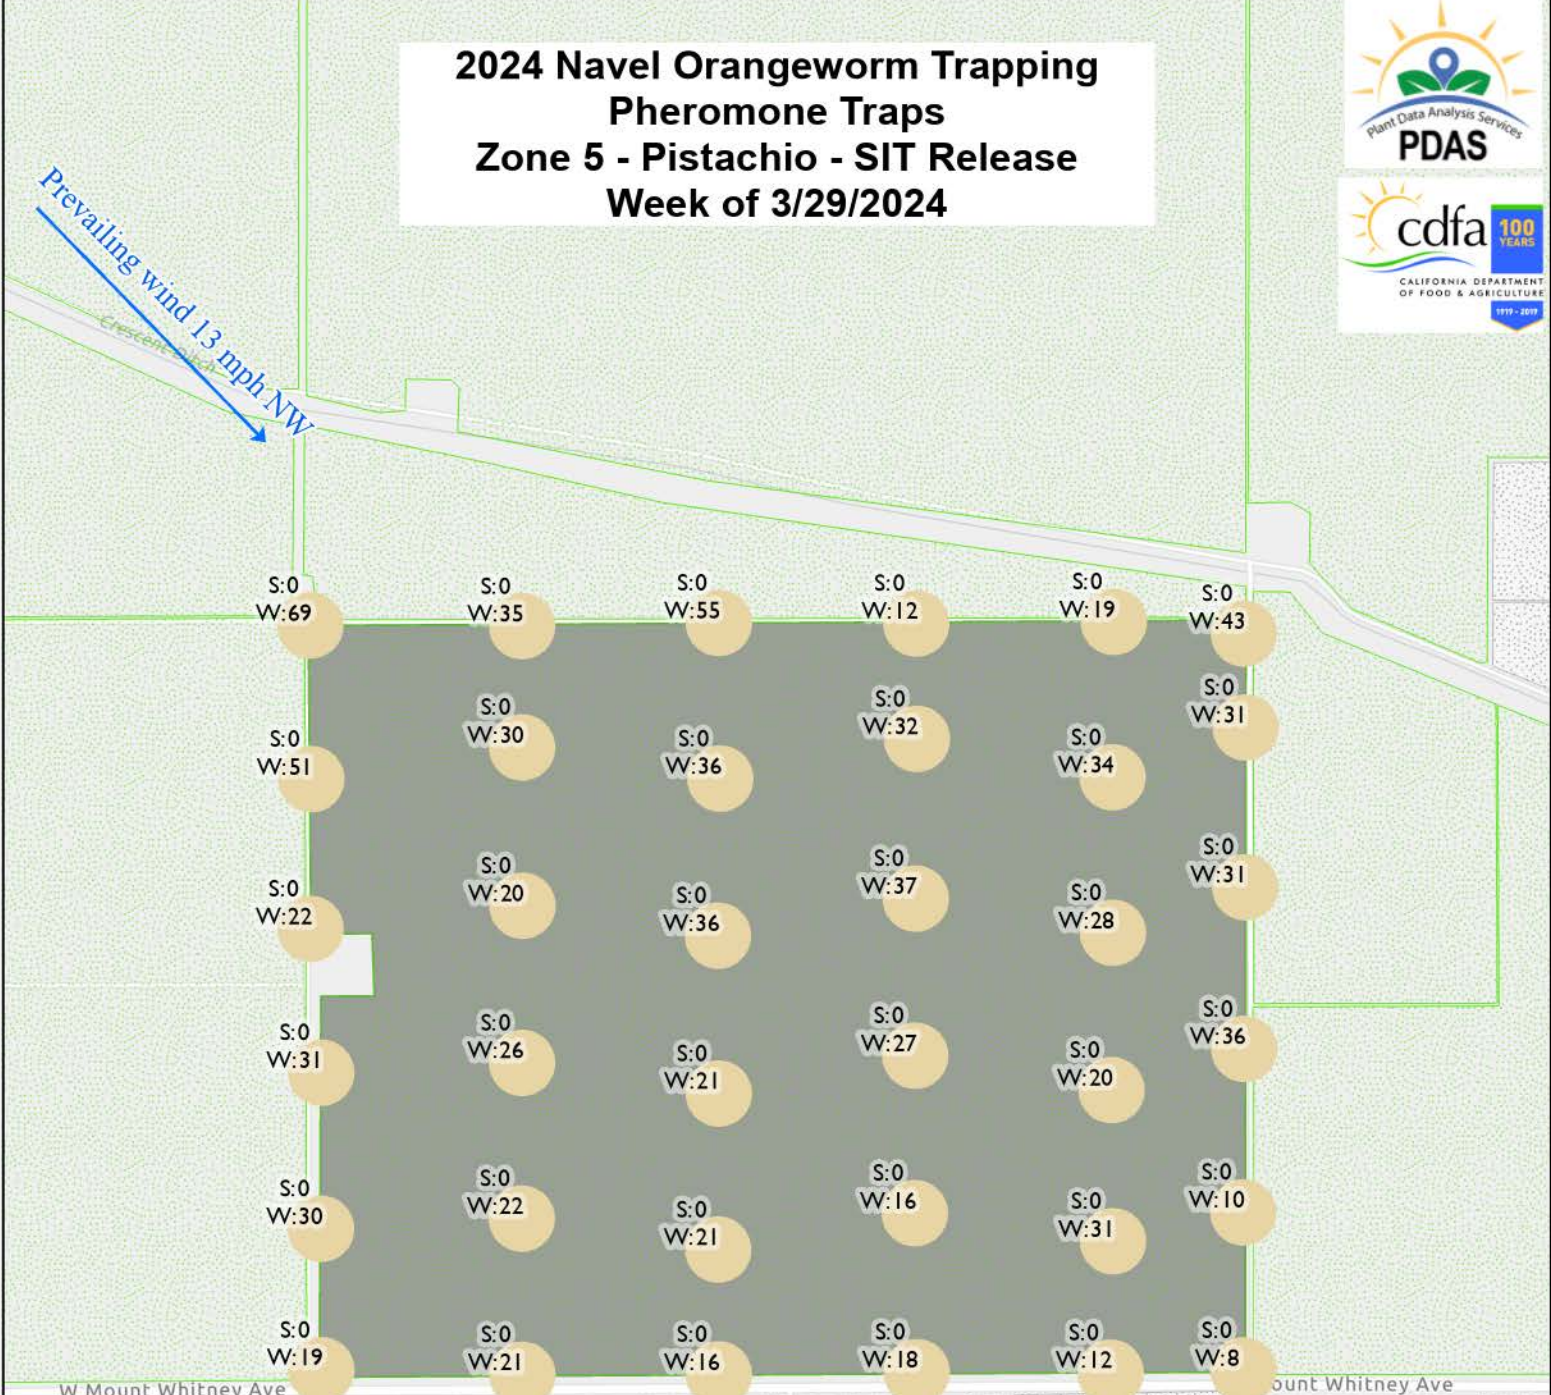 2024 Navel Orangeworm Trapping
Pheromone Traps
Zone 5 - Pistachio - SIT Release
Week of 3/29/2024
Plant Data Analysis Services
PDAS
cdfa
100
YEARS
CALIFORNIA DEPARTMENT
OF FOOD & AGRICULTURE
1919 - 2019
Prevailing wind 13 mph NW
Crescent Ditch
S:0
W:69
S:0
W:35
S:0
W:55
S:0
W:12
S:0
W:19
S:0
W:43
S:0
W:51
S:0
W:30
S:0
W:36
S:0
W:32
S:0
W:34
S:0
W:31
S:0
W:22
S:0
W:20
S:0
W:36
S:0
W:37
S:0
W:28
S:0
W:31
S:0
W:31
S:0
W:26
S:0
W:21
S:0
W:27
S:0
W:20
S:0
W:36
S:0
W:30
S:0
W:22
S:0
W:21
S:0
W:16
S:0
W:31
S:0
W:10
S:0
W:19
S:0
W:21
S:0
W:16
S:0
W:18
S:0
W:12
S:0
W:8
W Mount Whitney Ave
ount Whitney Ave